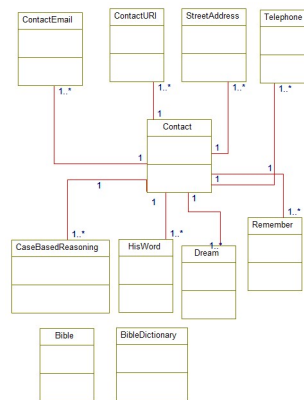 ContactEmail
ContactURI
StreetAddress
Telephone
1..*
1..*
1..*
1..*
1
Contact
1
1
1
1
1
1
1
1
1..*
1..*
1..*
1..*
CaseBasedReasoning
HisWord
Dream
Remember
Bible
BibleDictionary